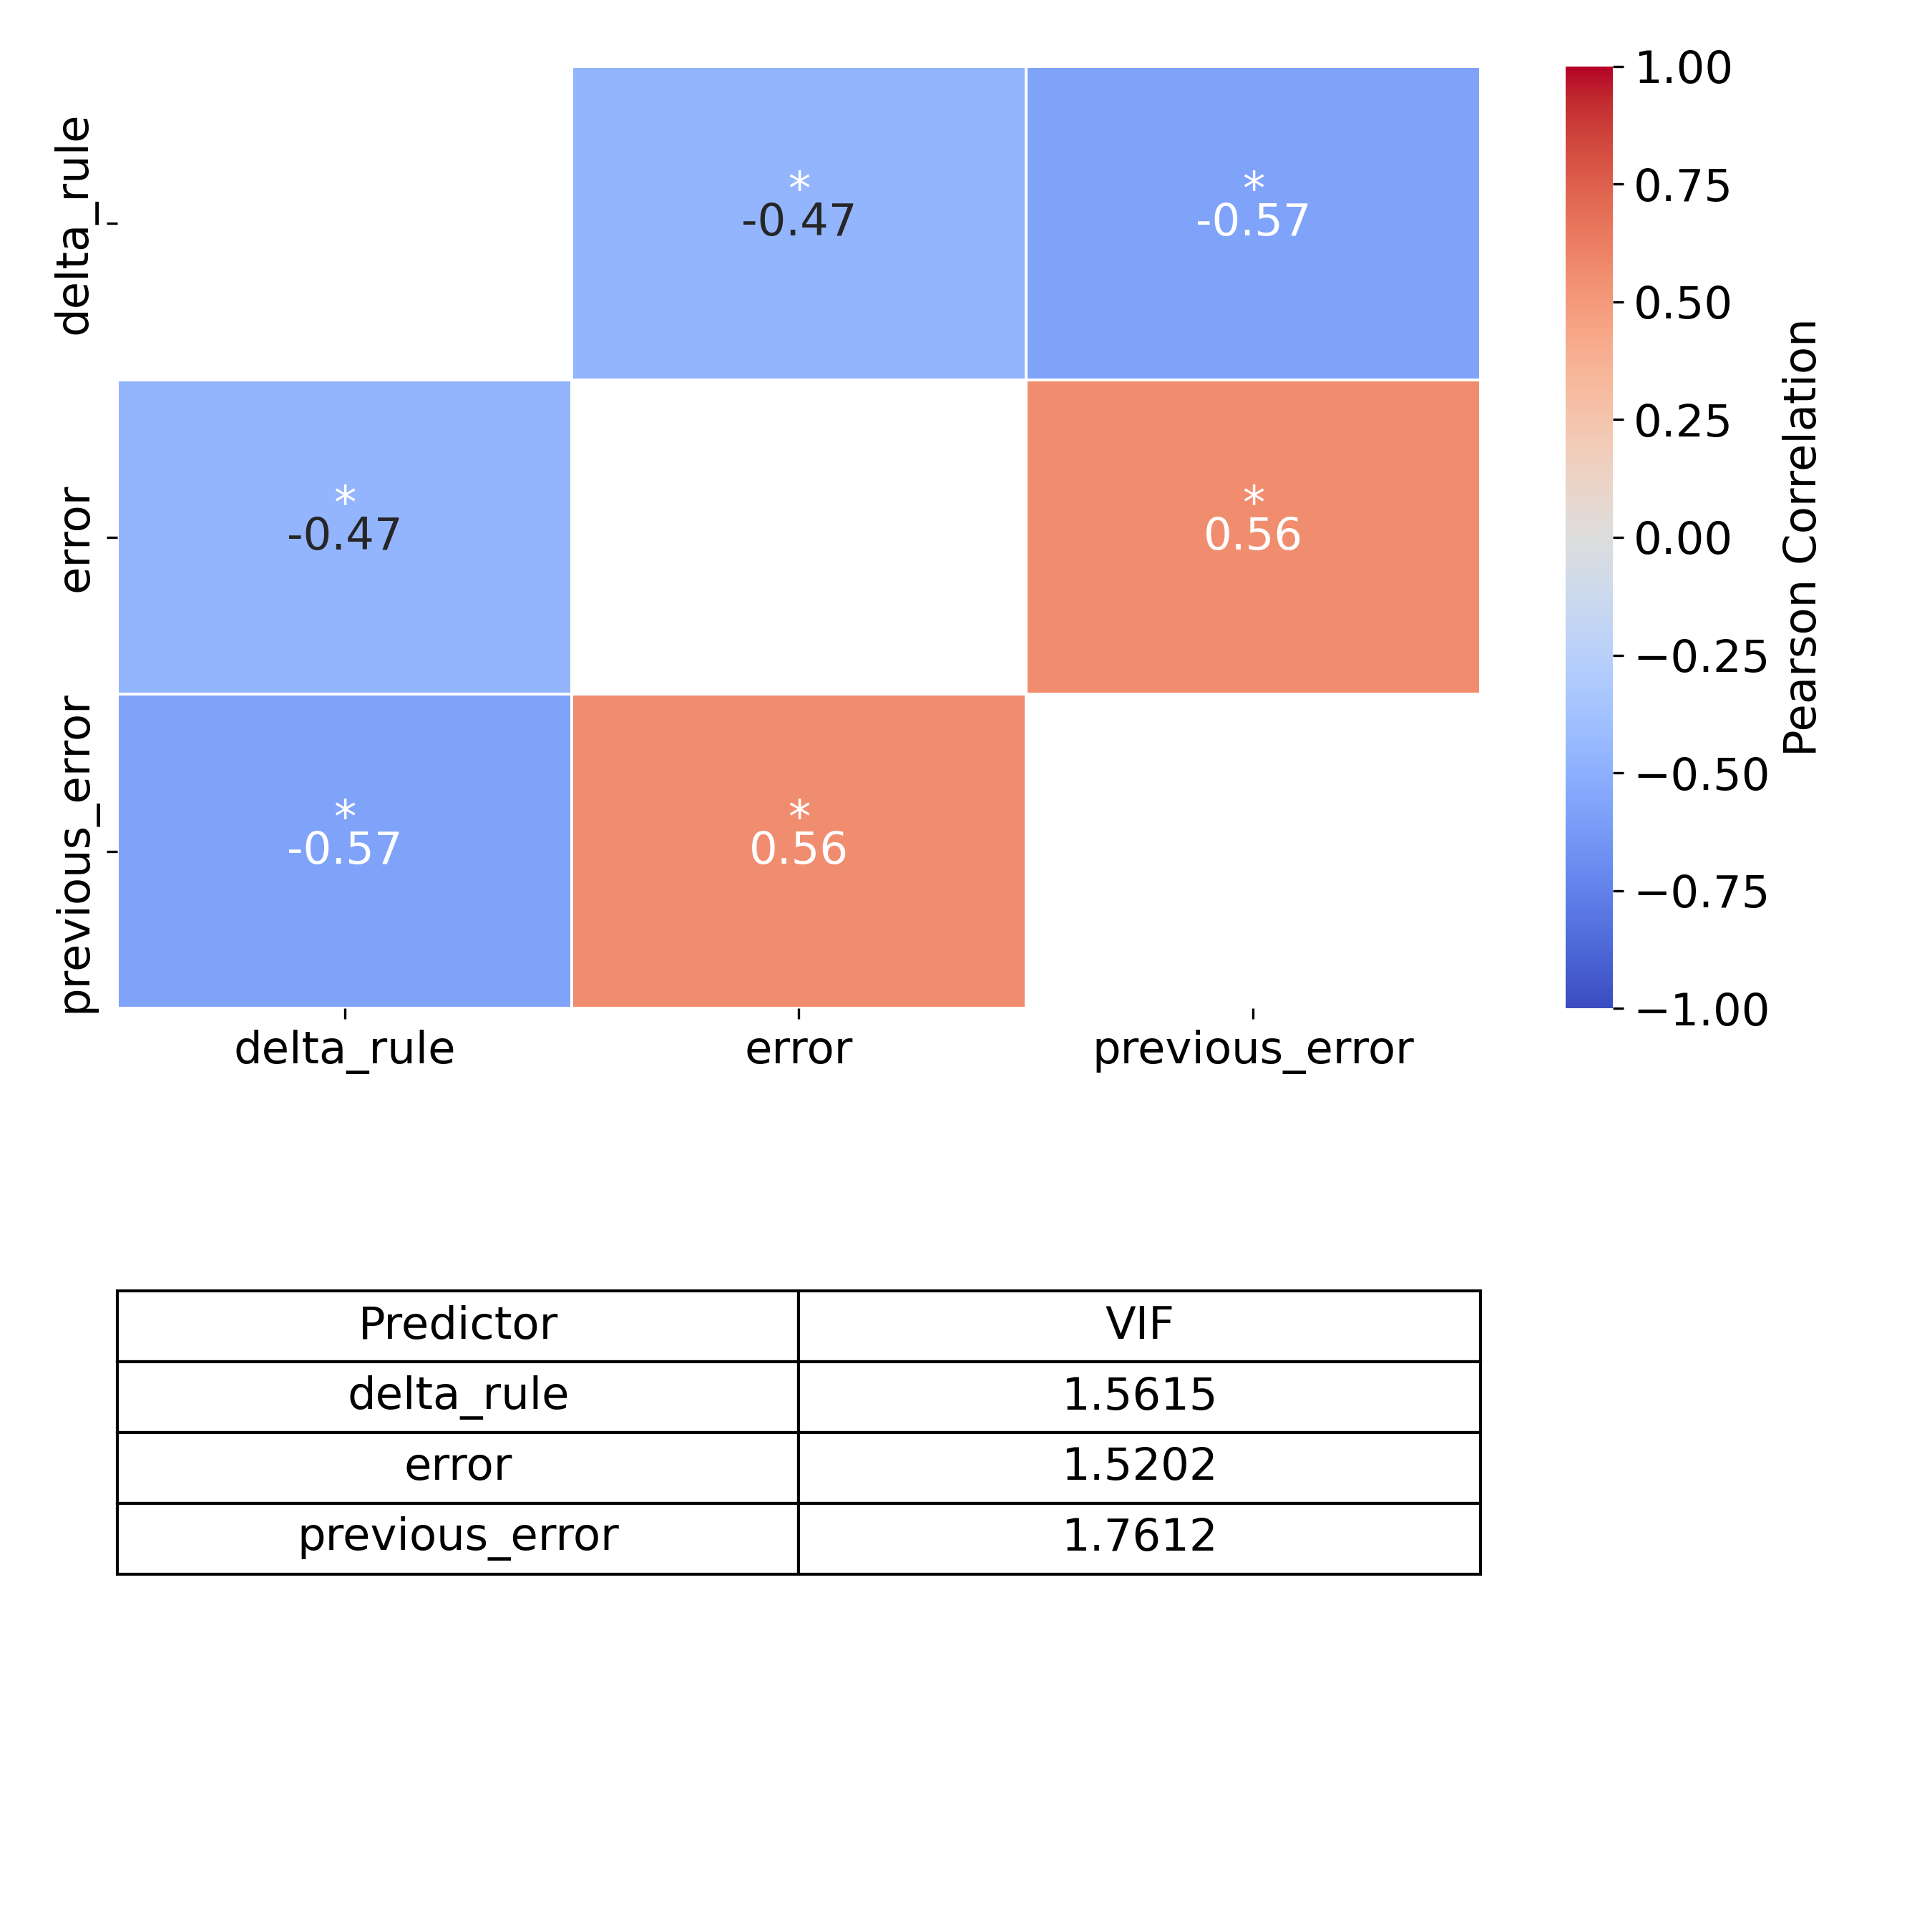 delta_rule
*
-0.47
*
-0.57
error
*
-0.47
*
0.56
previous_error
*
-0.57
*
0.56
delta_rule error previous_error
1.00
0.75
0.50
0.25
0.00
−0.25
−0.50
−0.75
−1.00
Pearson Correlation
Predictor VIF
delta_rule 1.5615
error 1.5202
previous_error 1.7612